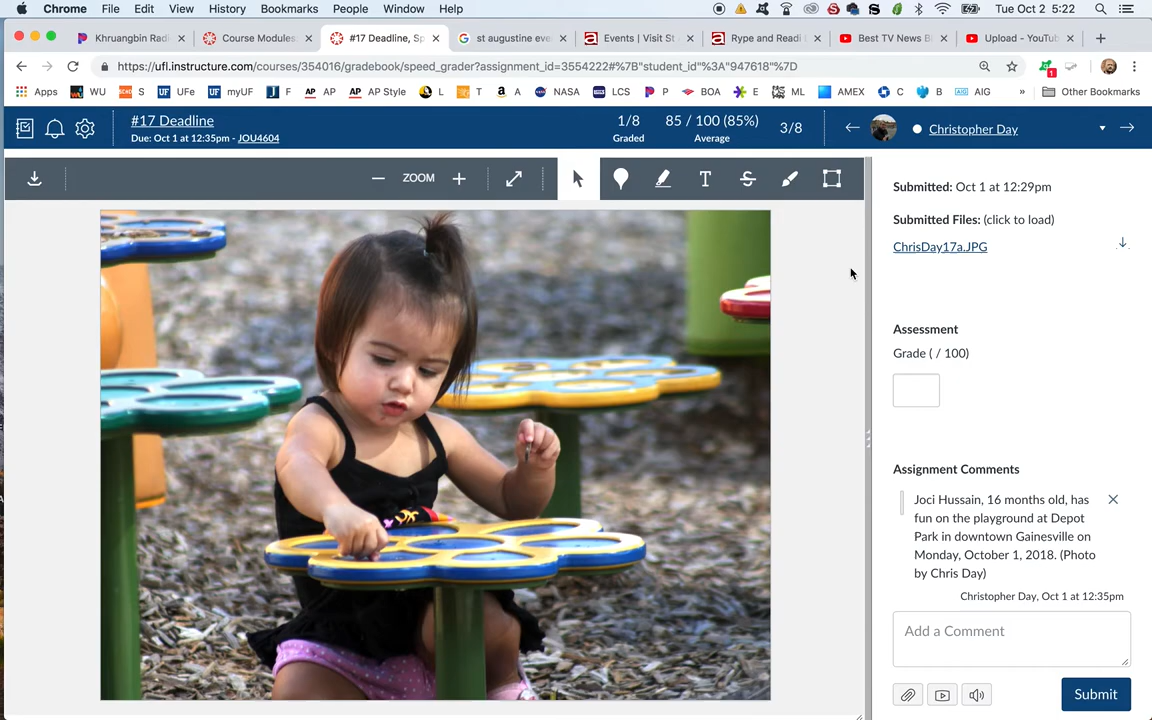 Chrome File Edit View History Bookmarks People Window Help Tue Oct 2 5:22
Khruangbin Radi Course Modules: #17 Deadline, Sp st augustine eve Events | Visit St Rype and Readi Best TV News B Upload - YouTu
https://ufl.instructure.com/courses/354016/gradebook/speed_grader?assignment_id=3554222#%7B"student_id"%3A"947618"%7D
1
Apps WU S UFe myUF F AP AP Style L T A NASA LCS P BOA E ML AMEX C B AIG » Other Bookmarks
#17 Deadline
Due: Oct 1 at 12:35pm - JOU4604
1/8
Graded
85 / 100 (85%)
Average
3/8
Christopher Day
ZOOM
Submitted: Oct 1 at 12:29pm
Submitted Files: (click to load)
ChrisDay17a.JPG
Assessment
Grade ( / 100)
Assignment Comments
Joci Hussain, 16 months old, has
fun on the playground at Depot
Park in downtown Gainesville on
Monday, October 1, 2018. (Photo
by Chris Day)
Christopher Day, Oct 1 at 12:35pm
Add a Comment
Submit